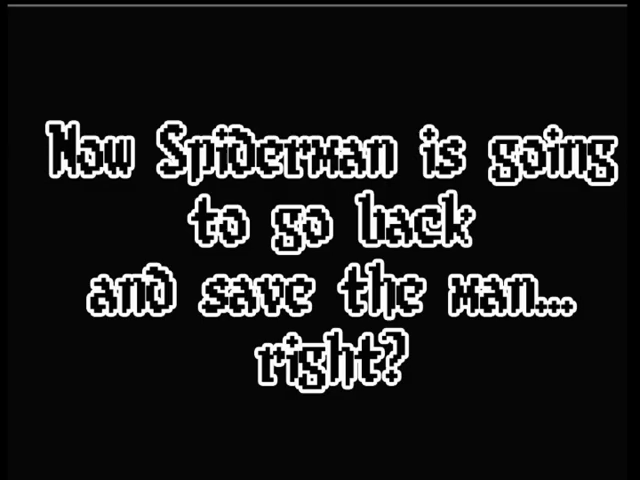 Now Spiderman is going
to go back
and save the man...
right?